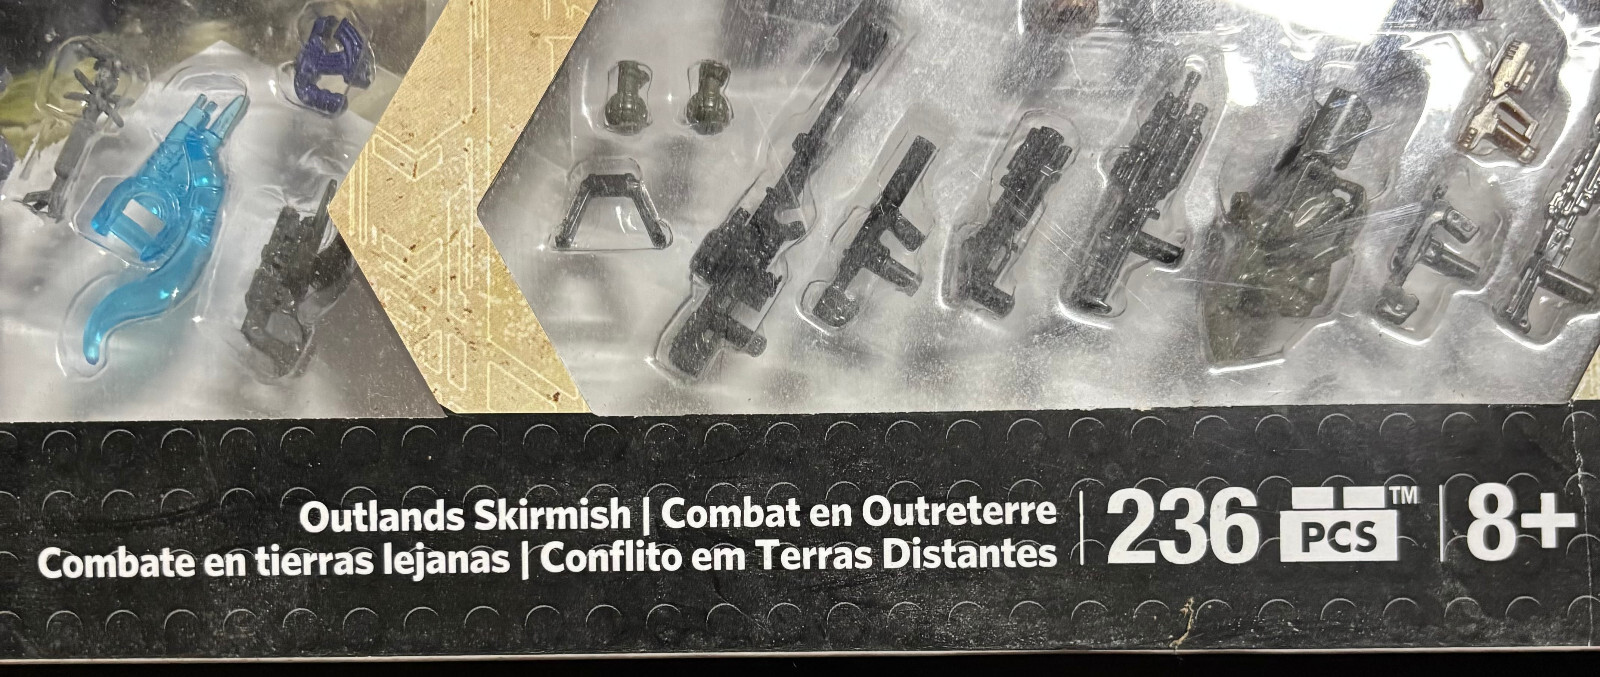 Outlands Skirmish | Combat en Outreterre
Combate en tierras lejanas | Conflito em Terras Distantes
236 PCS™ | 8+